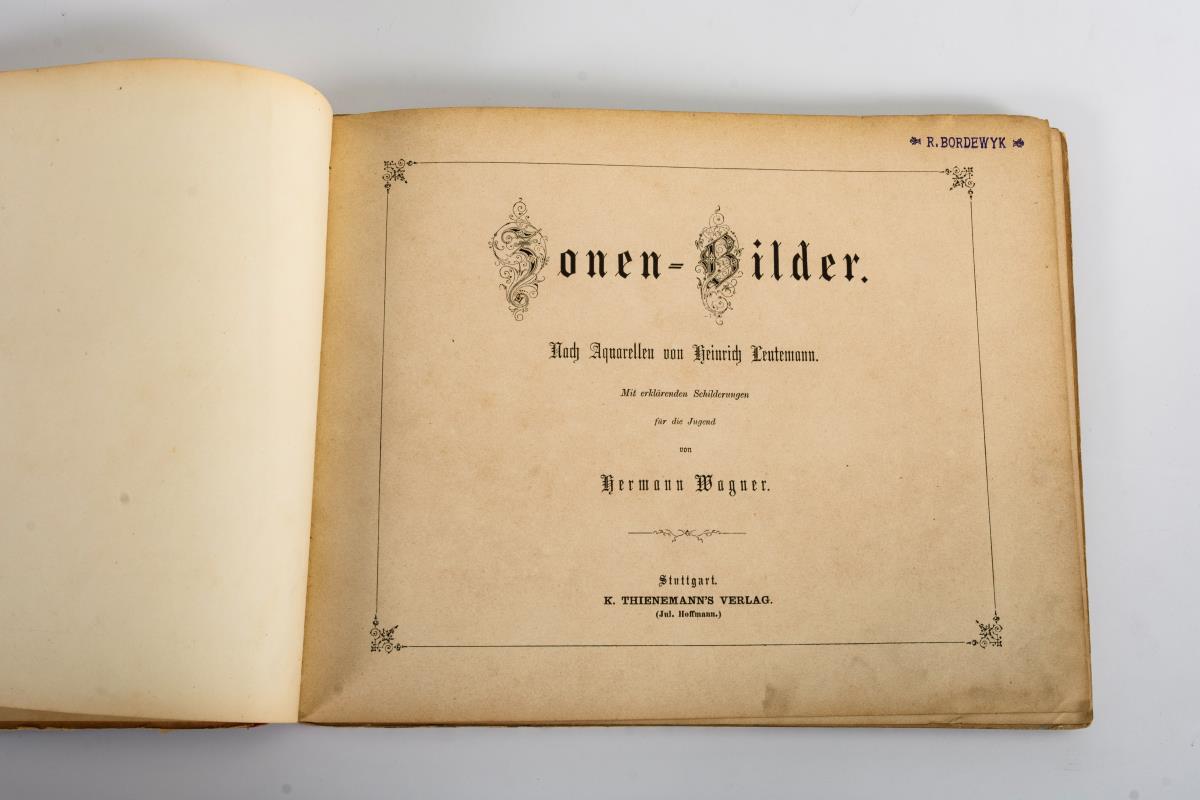 R. BORDEWYK
Zonen-Bilder.
Nach Aquarellen von Heinrich Leutemann.
Mit erklärenden Schilderungen
für die Jugend
von
Hermann Wagner.
Stuttgart.
K. THIENEMANN'S VERLAG.
(Jul. Hoffmann.)